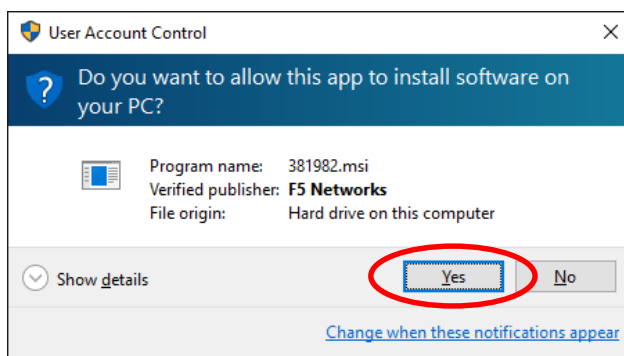 User Account Control
Do you want to allow this app to install software on
your PC?
Program name: 381982.msi
Verified publisher: F5 Networks
File origin: Hard drive on this computer
Show details
Yes
No
Change when these notifications appear